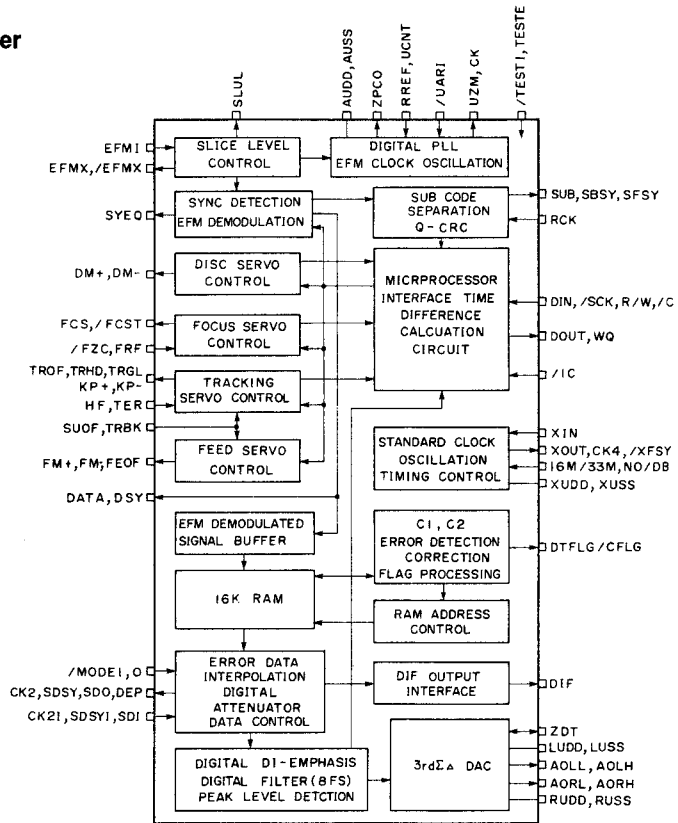 er
SLUL
AUDD, AUSS
ZPCO
RREF, UCNT
/UARI
UZM, CK
/TEST1, TESTE
EFMI
EFMX,/EFMX
SLICE LEVEL
CONTROL
DIGITAL PLL
EFM CLOCK OSCILLATION
SYEQ
SYNC DETECTION
EFM DEMODULATION
SUB CODE
SEPARATION
Q-CRC
SUB, SBSY, SFSY
RCK
DM+, DM-
DISC SERVO
CONTROL
MICRPROCESSOR
INTERFACE TIME
DIFFERENCE
CALCUATION
CIRCUIT
DIN, /SCK, R/W, /C
DOUT, WQ
/IC
FCS, /FCST
/FZC, FRF
FOCUS SERVO
CONTROL
TROF, TRHD, TRGL
KP+, KP-
HF, TER
TRACKING
SERVO CONTROL
SUOF, TRBK
FM+, FM-, FEOF
FEED SERVO
CONTROL
STANDARD CLOCK
OSCILLATION
TIMING CONTROL
XIN
XOUT, CK4, /XFSY
16M/33M, NO/DB
XUDD, XUSS
DATA, DSY
EFM DEMODULATED
SIGNAL BUFFER
C1, C2
ERROR DETECTION
CORRECTION
FLAG PROCESSING
DTFLG/CFLG
16K RAM
RAM ADDRESS
CONTROL
/MODE1, 0
CK2, SDSY, SDO, DEP
CK2I, SDSYI, SDI
ERROR DATA
INTERPOLATION
DIGITAL
ATTENUATOR
DATA CONTROL
DIF OUTPUT
INTERFACE
DIF
DIGITAL DI-EMPHASIS
DIGITAL FILTER(8FS)
PEAK LEVEL DETCTION
3rdΣΔ DAC
ZDT
LUDD, LUSS
AOLL, AOLH
AORL, AORH
RUDD, RUSS